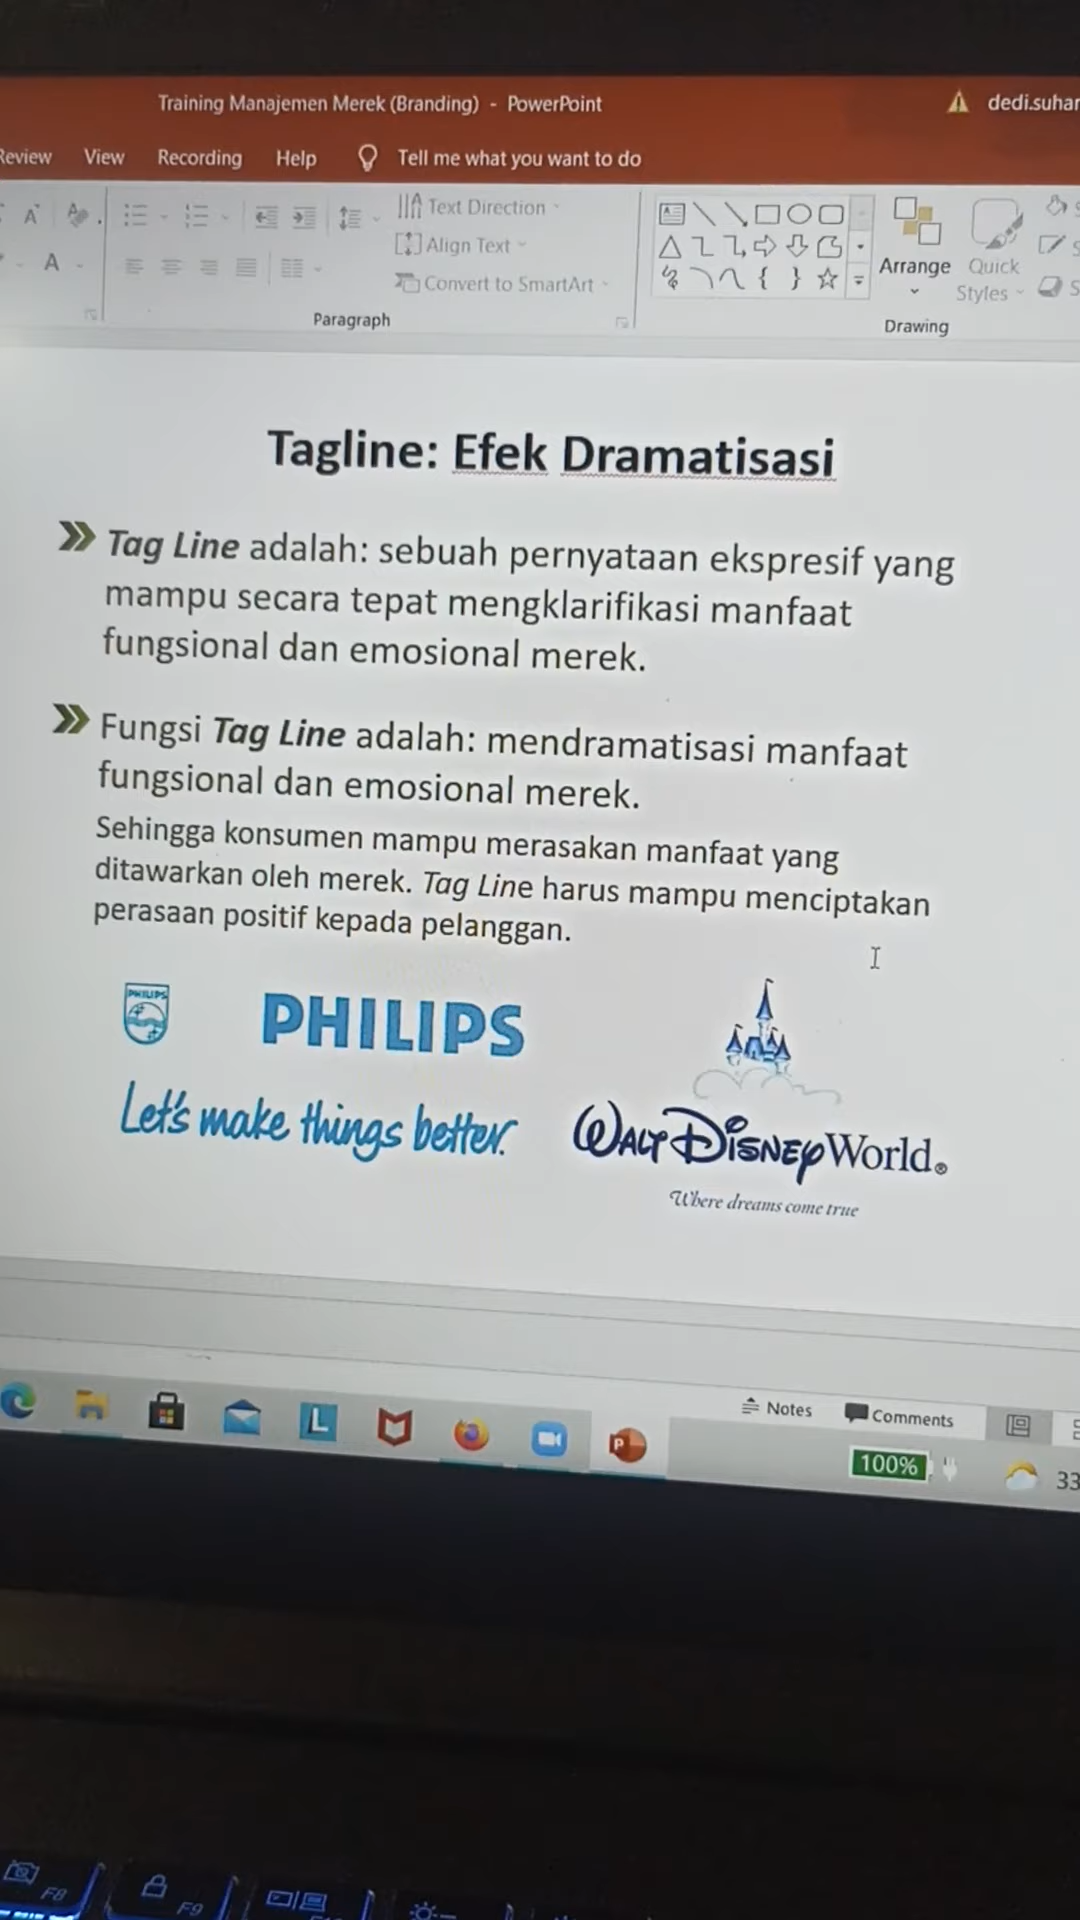 Training Manajemen Merek (Branding) - PowerPoint
dedi.suhar
Review View Recording Help Tell me what you want to do
Text Direction
Align Text
Convert to SmartArt
Arrange
Quick
Styles
Paragraph
Drawing
Tagline: Efek Dramatisasi
Tag Line adalah: sebuah pernyataan ekspresif yang
mampu secara tepat mengklarifikasi manfaat
fungsional dan emosional merek.
Fungsi Tag Line adalah: mendramatisasi manfaat
fungsional dan emosional merek.
Sehingga konsumen mampu merasakan manfaat yang
ditawarkan oleh merek. Tag Line harus mampu menciptakan
perasaan positif kepada pelanggan.
PHILIPS
PHILIPS
Let's make things better.
WALT DISNEY World®
Where dreams come true
Notes Comments
100%
33
F8
F9